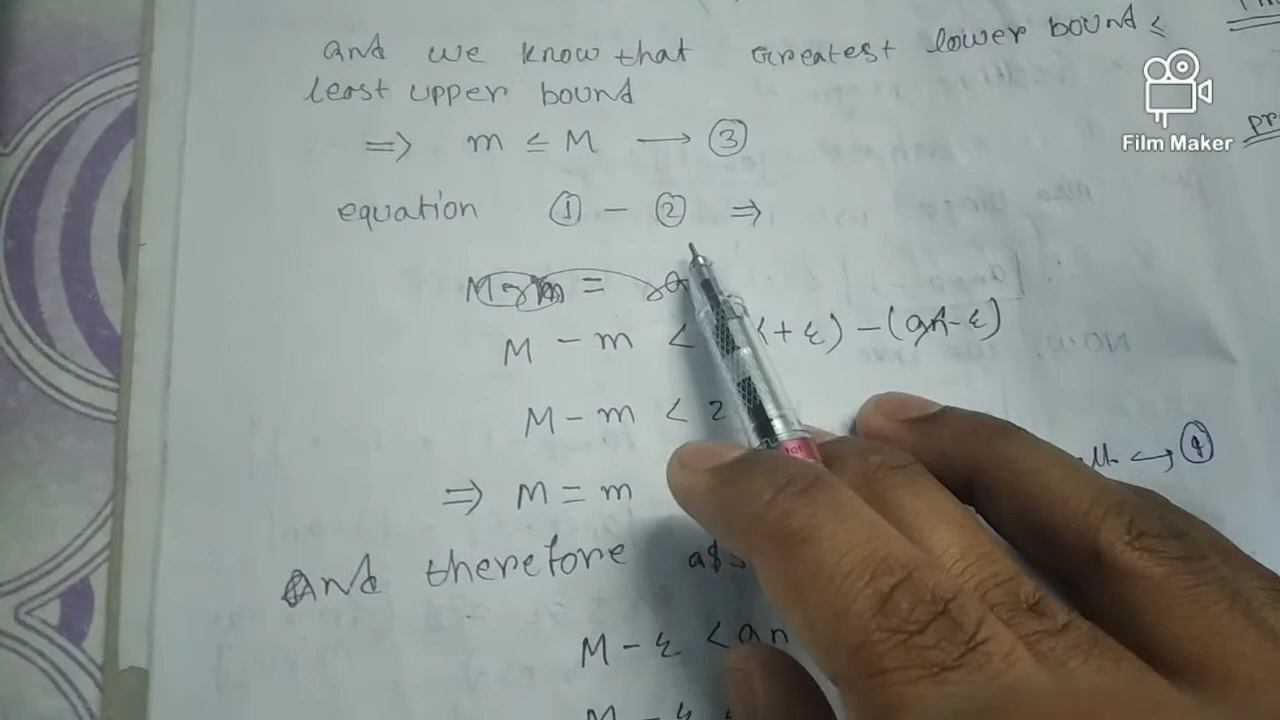 and we know that Greatest lower bound ≤
least upper bound
⇒ m ≤ M → ③
equation ① - ② ⇒
M - m < + ε) - (an - ε)
M - m < 2
⇒ M = m
And therefore
M - ε < an
M - ε
Film Maker